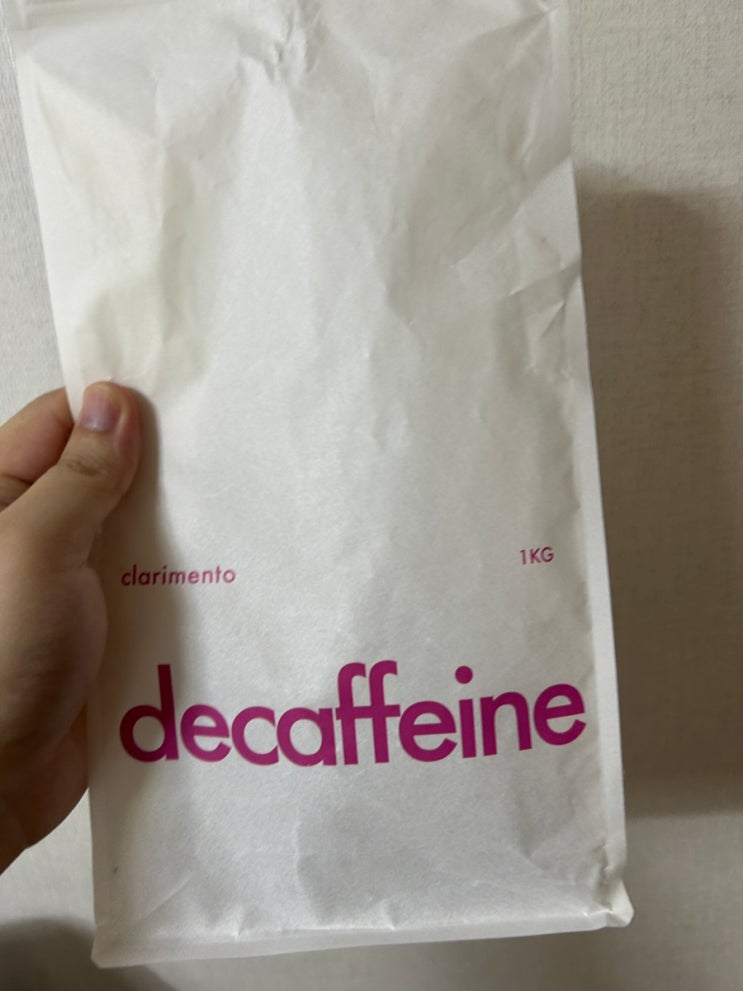 clarimento 1KG
decaffeine